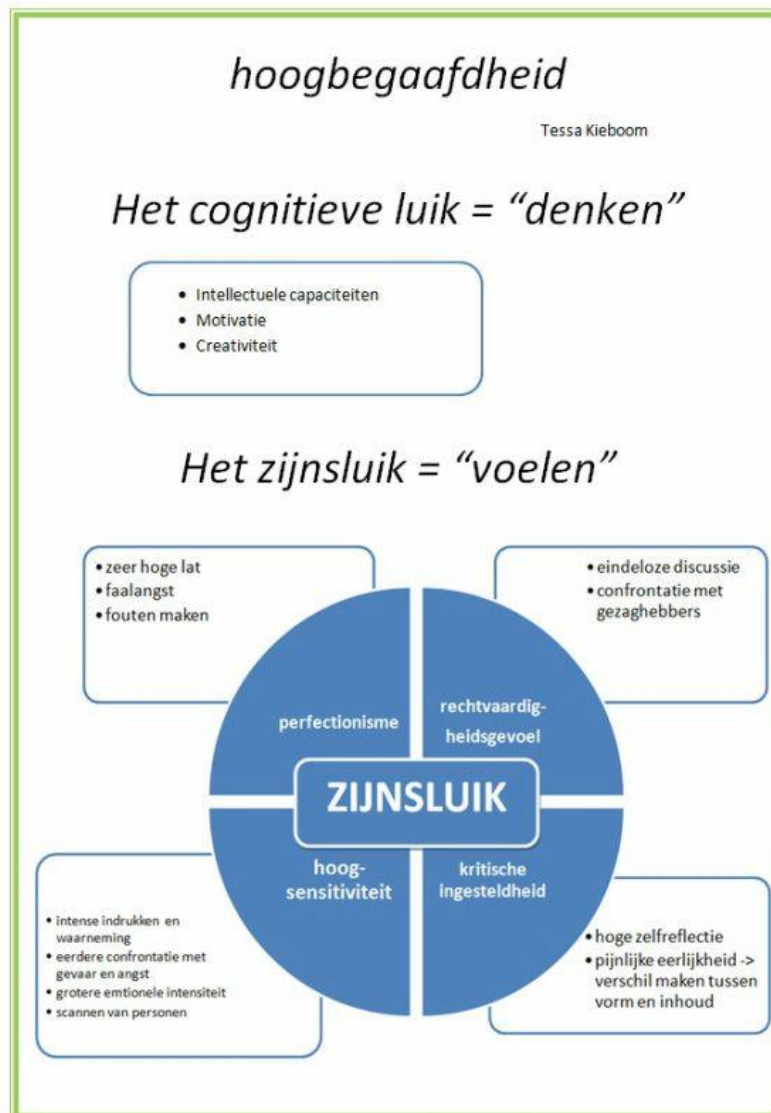 hoogbegaafdheid
Tessa Kieboom
Het cognitieve luik = “denken”
• Intellectuele capaciteiten
• Motivatie
• Creativiteit
Het zijnsluik = “voelen”
• zeer hoge lat
• faalangst
• fouten maken
• eindeloze discussie
• confrontatie met
gezaghebbers
perfectionisme
rechtvaardig-
heidsgevoel
ZIJNSLUIK
hoog-
sensitiviteit
kritische
ingesteldheid
• intense indrukken en
waarneming
• eerdere confrontatie met
gevaar en angst
• grotere emtionele intensiteit
• scannen van personen
• hoge zelfreflectie
• pijnlijke eerlijkheid ->
verschil maken tussen
vorm en inhoud